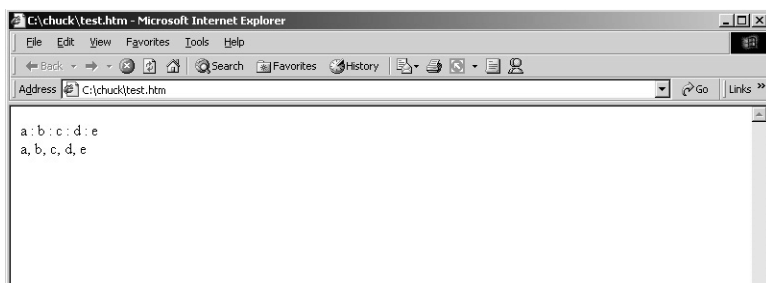 C:\chuck\test.htm - Microsoft Internet Explorer
File Edit View Favorites Tools Help
Back Search Favorites History
Address C:\chuck\test.htm Go Links »
a : b : c : d : e
a, b, c, d, e